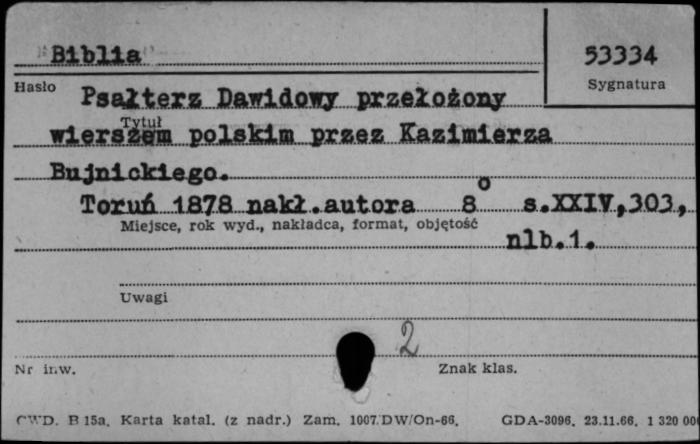 Biblia
53334
Hasło
Sygnatura
Psałterz Dawidowy przełożony
Tytuł
wierszem polskim przez Kazimierza
Bujnickiego.
Toruń 1878 nakł.autora 8° s.XXIV,303,
Miejsce, rok wyd., nakładca, format, objętość
nlb.1.
Uwagi
2
Nr inw.
Znak klas.
CWD. B 15a. Karta katal. (z nadr.) Zam. 1007/DW/On-66. GDA-3096. 23.11.66. 1 320 000